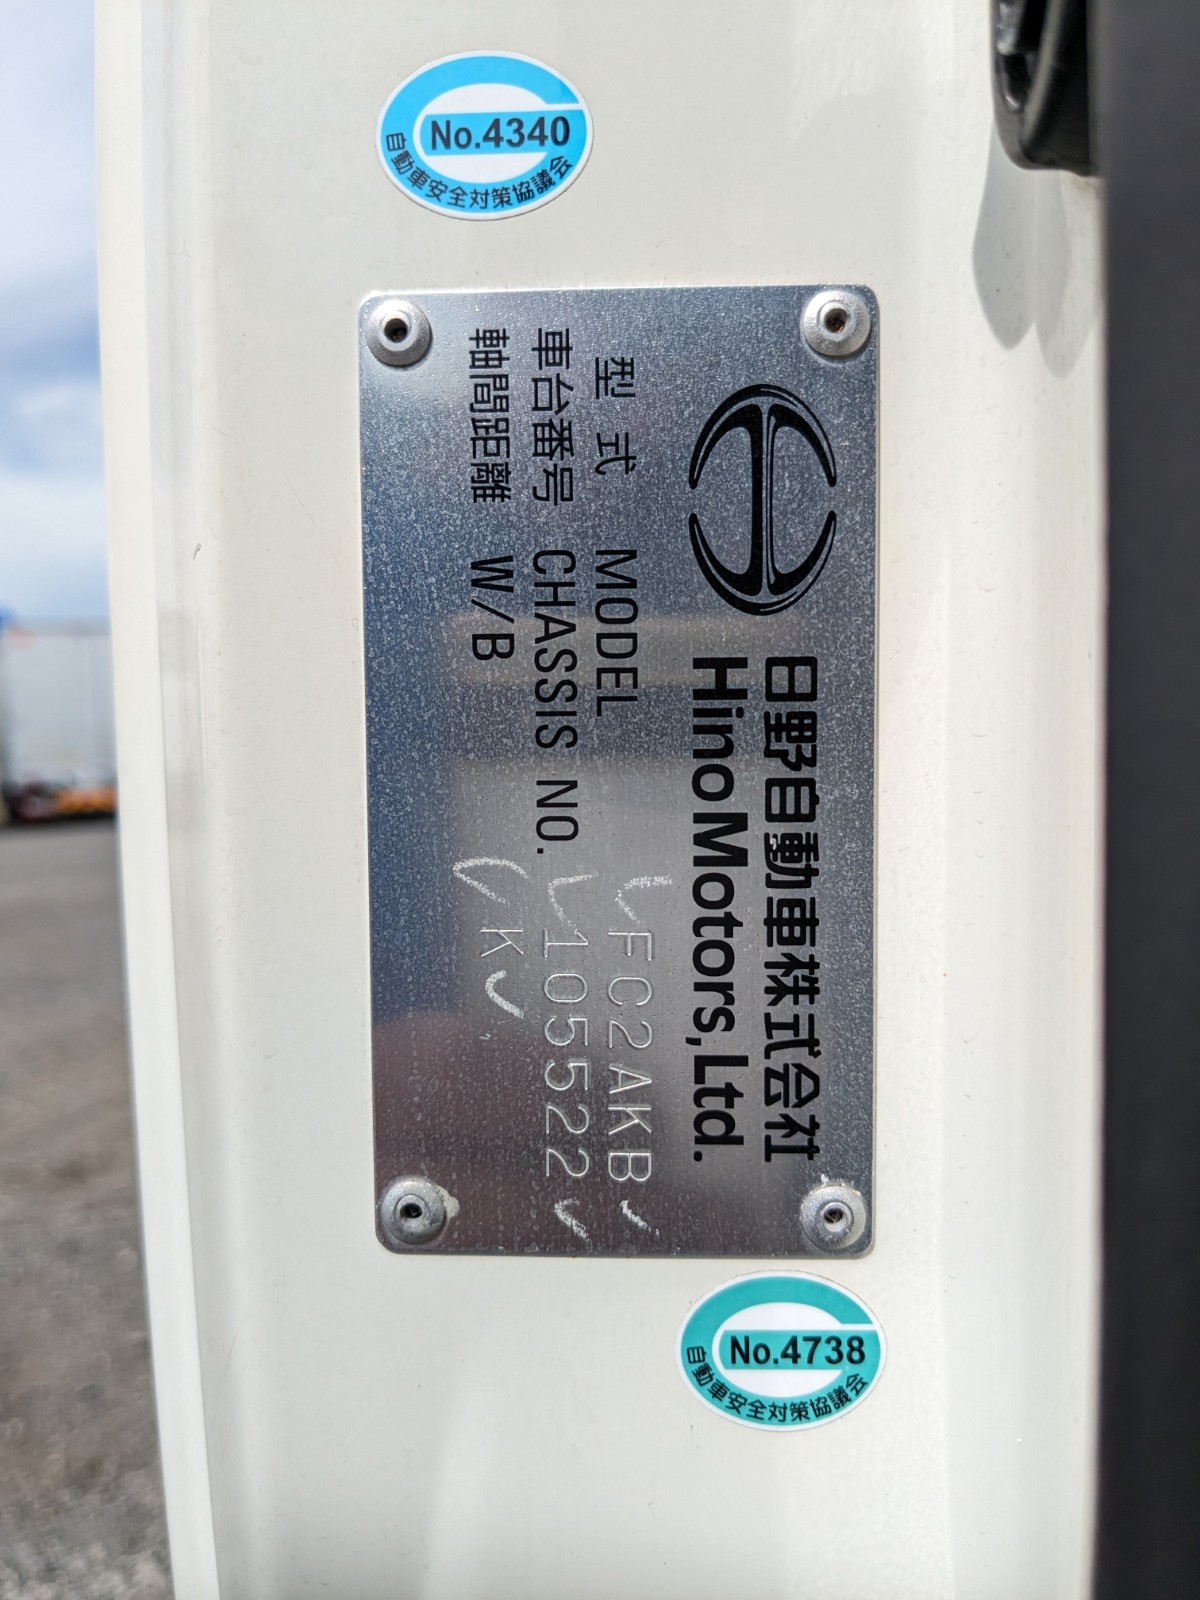 No.4340
自動車安全対策協議会
日野自動車株式会社
Hino Motors, Ltd.
型式 MODEL FC2AKB
車台番号 CHASSIS NO. 105522
軸間距離 W/B K
No.4738
自動車安全対策協議会